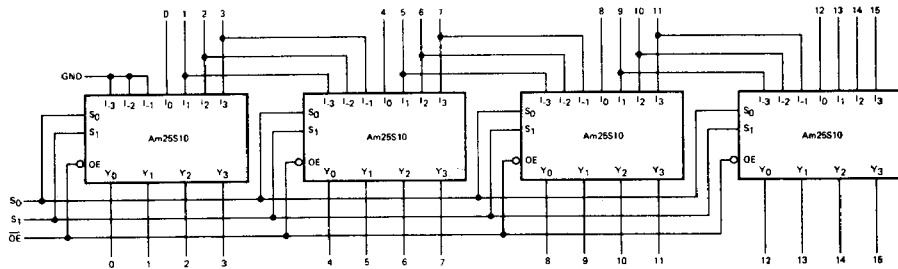 0 1 2 3 4 5 6 7 8 9 10 11 12 13 14 15
GND
I-3 I-2 I-1 I0 I1 I2 I3 I-3 I-2 I-1 I0 I1 I2 I3 I-3 I-2 I-1 I0 I1 I2 I3 I-3 I-2 I-1 I0 I1 I2 I3
S0 S0 S0 S0
S1 Am25S10 S1 Am25S10 S1 Am25S10 S1 Am25S10
OE OE OE OE
Y0 Y1 Y2 Y3 Y0 Y1 Y2 Y3 Y0 Y1 Y2 Y3 Y0 Y1 Y2 Y3
S0
S1
OE
0 1 2 3 4 5 6 7 8 9 10 11 12 13 14 15